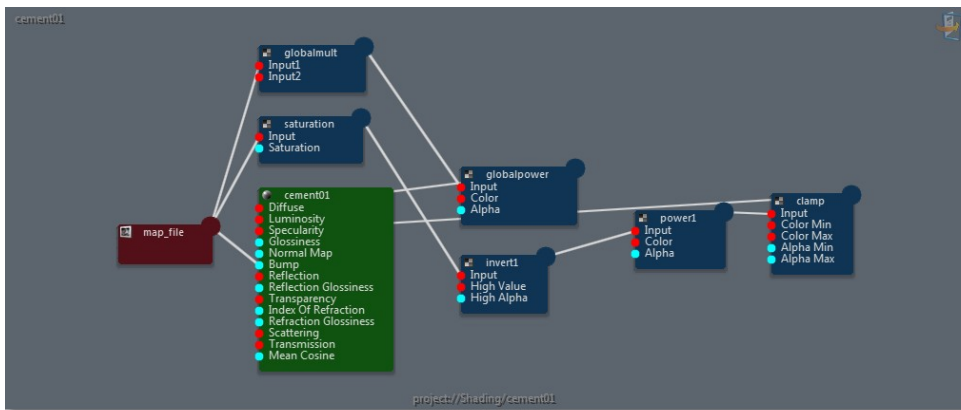 cement01
globalmult
Input1
Input2
saturation
Input
Saturation
map_file
cement01
Diffuse
Luminosity
Specularity
Glossiness
Normal Map
Bump
Reflection
Reflection Glossiness
Transparency
Index Of Refraction
Refraction Glossiness
Scattering
Transmission
Mean Cosine
globalpower
Input
Color
Alpha
invert1
Input
High Value
High Alpha
power1
Input
Color
Alpha
clamp
Input
Color Min
Color Max
Alpha Min
Alpha Max
project://Shading/cement01